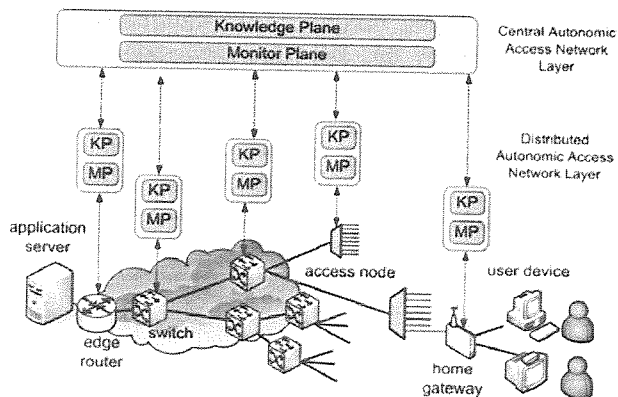 Knowledge Plane
Monitor Plane
Central Autonomic
Access Network
Layer
KP
MP
KP
MP
KP
MP
KP
MP
KP
MP
Distributed
Autonomic Access
Network Layer
application
server
access node
user device
switch
edge
router
home
gateway